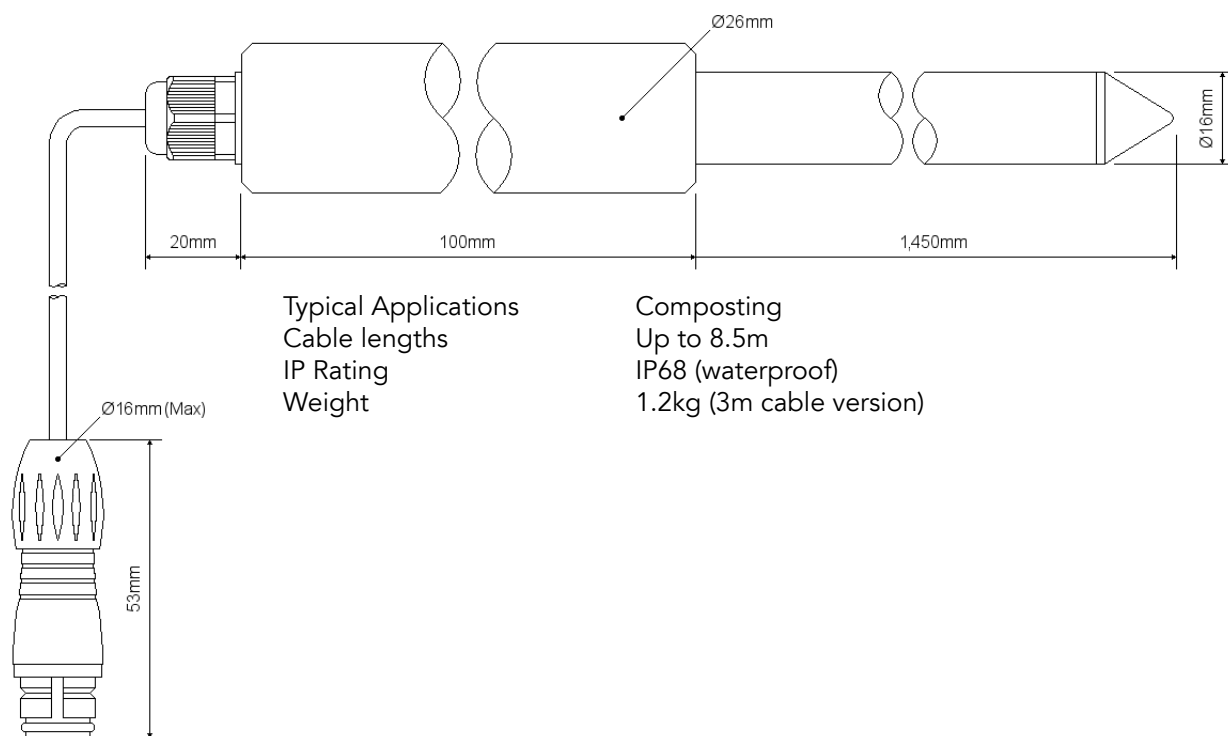 Ø26mm
Ø16mm
20mm
100mm
1,450mm
Typical Applications Composting
Cable lengths Up to 8.5m
IP Rating IP68 (waterproof)
Weight 1.2kg (3m cable version)
Ø16mm (Max)
53mm